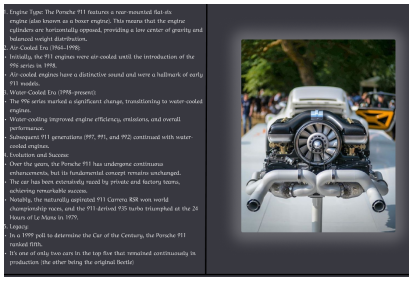 1. Engine Type: The Porsche 911 features a rear-mounted flat-six
engine (also known as a boxer engine). This means that the engine
cylinders are horizontally opposed, providing a low center of gravity and
balanced weight distribution.
2. Air-Cooled Era (1964–1998):
• Initially, the 911 engines were air-cooled until the introduction of the
996 series in 1998.
• Air-cooled engines have a distinctive sound and were a hallmark of early
911 models.
3. Water-Cooled Era (1998–present):
• The 996 series marked a significant change, transitioning to water-cooled
engines.
• Water-cooling improved engine efficiency, emissions, and overall
performance.
• Subsequent 911 generations (997, 991, and 992) continued with water-
cooled engines.
4. Evolution and Success:
• Over the years, the Porsche 911 has undergone continuous
enhancements, but its fundamental concept remains unchanged.
• The car has been extensively raced by private and factory teams,
achieving remarkable success.
• Notably, the naturally aspirated 911 Carrera RSR won world
championship races, and the 911-derived 935 turbo triumphed at the 24
Hours of Le Mans in 1979.
5. Legacy:
• In a 1999 poll to determine the Car of the Century, the Porsche 911
ranked fifth.
• It's one of only two cars in the top five that remained continuously in
production (the other being the original Beetle)